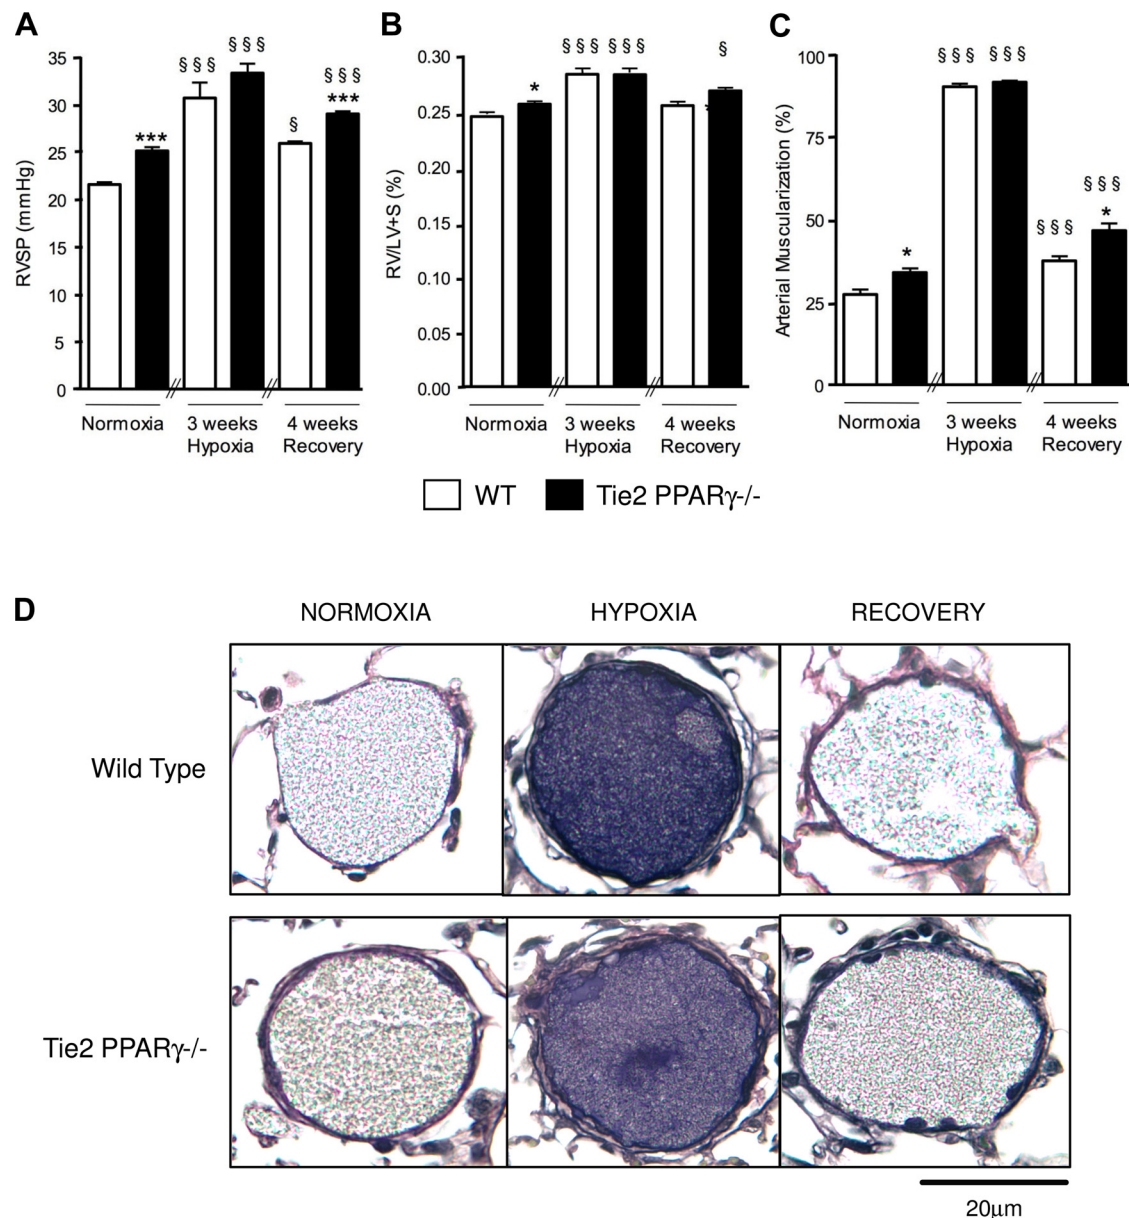 A
B
C
§ § §
§ § §
§ § §
***
§
***
RVSP (mmHg)
35
30
25
20
15
10
5
0
Normoxia
3 weeks
Hypoxia
4 weeks
Recovery
§ § §
§ § §
§
*
*
RV/LV+S (%)
0.30
0.25
0.20
0.15
0.10
0.05
0.00
Normoxia
3 weeks
Hypoxia
4 weeks
Recovery
§ § §
§ § §
§ § §
§ § §
*
*
Arterial Muscularization (%)
100
75
50
25
0
Normoxia
3 weeks
Hypoxia
4 weeks
Recovery
WT
Tie2 PPARγ-/-
D
NORMOXIA
HYPOXIA
RECOVERY
Wild Type
Tie2 PPARγ-/-
20μm